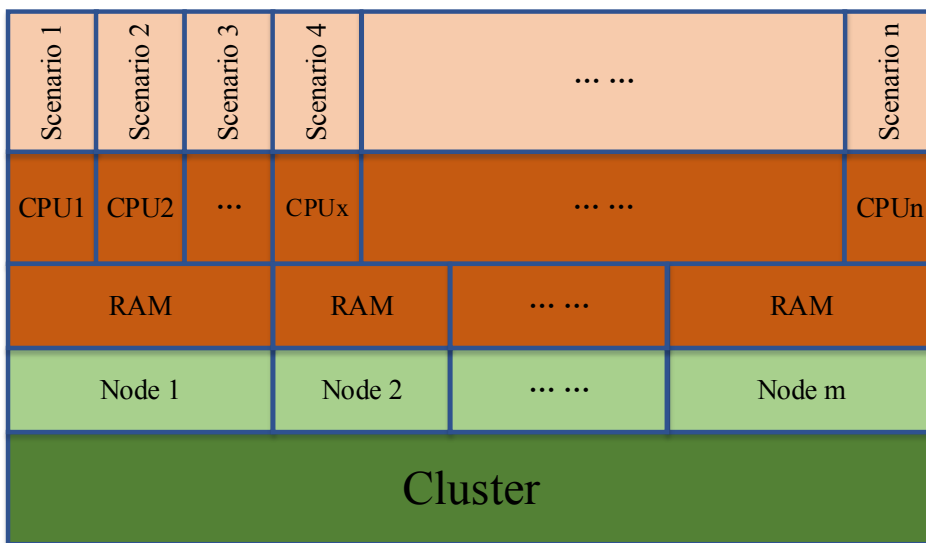 Scenario 1
Scenario 2
Scenario 3
Scenario 4
... ...
Scenario n
CPU1
CPU2
...
CPUx
... ...
CPUn
RAM
RAM
... ...
RAM
Node 1
Node 2
... ...
Node m
Cluster